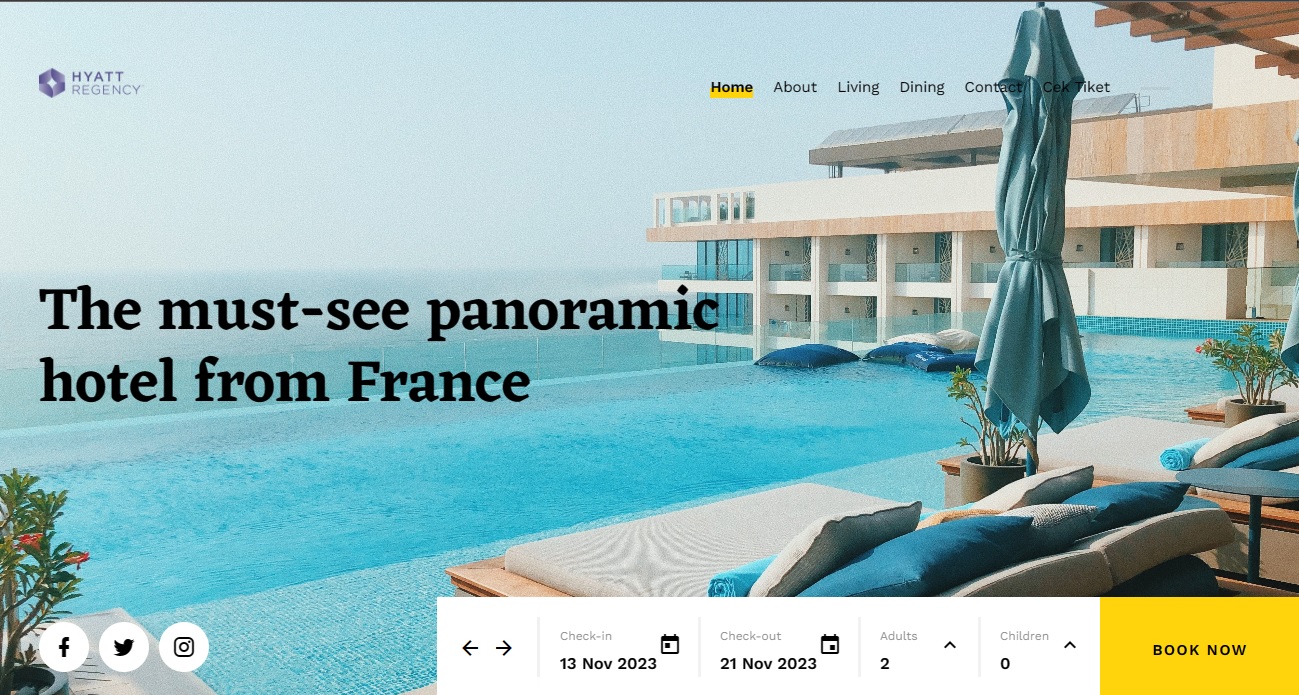 HYATT
REGENCY
Home About Living Dining Contact Cek Tiket
The must-see panoramic
hotel from France
Check-in Check-out Adults Children
13 Nov 2023 21 Nov 2023 2 0
BOOK NOW